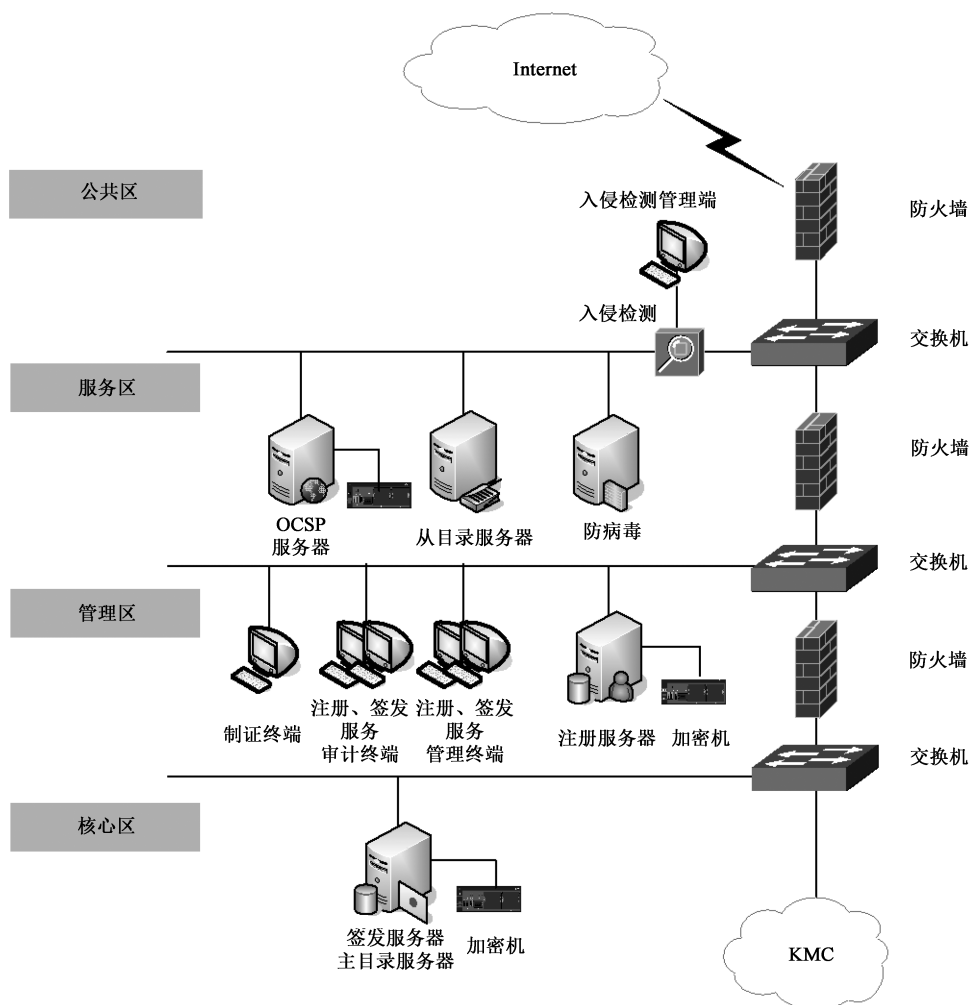 Internet
公共区
入侵检测管理端
防火墙
入侵检测
交换机
服务区
防火墙
OCSP
服务器
从目录服务器
防病毒
交换机
管理区
防火墙
制证终端
注册、签发
服务
审计终端
注册、签发
服务
管理终端
注册服务器
加密机
交换机
核心区
签发服务器
主目录服务器
加密机
KMC